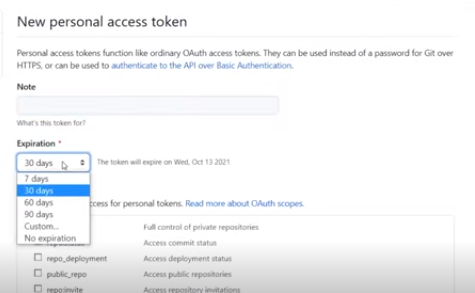 New personal access token
Personal access tokens function like ordinary OAuth access tokens. They can be used instead of a password for Git over
HTTPS, or can be used to authenticate to the API over Basic Authentication.
Note
What's this token for?
Expiration *
30 days The token will expire on Wed, Oct 13 2021
7 days
30 days
60 days
90 days
Custom...
No expiration
access for personal tokens. Read more about OAuth scopes.
Full control of private repositories
Access commit status
repo_deployment Access deployment status
public_repo Access public repositories
repo:invite Access repository invitations